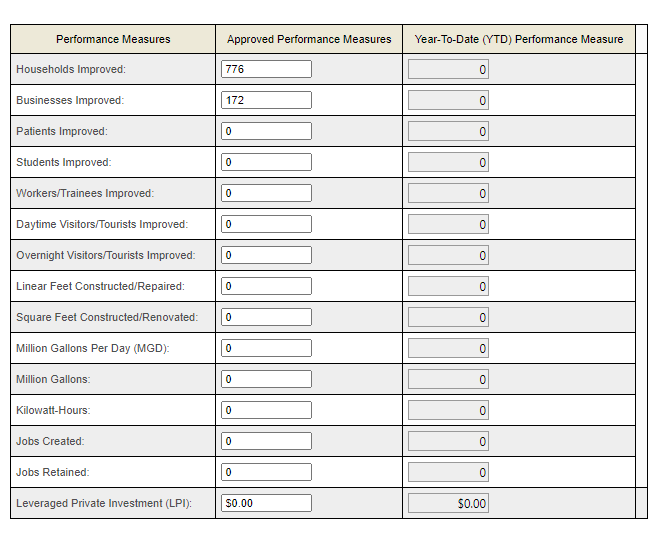 Performance Measures Approved Performance Measures Year-To-Date (YTD) Performance Measure
Households Improved: 776 0
Businesses Improved: 172 0
Patients Improved: 0 0
Students Improved: 0 0
Workers/Trainees Improved: 0 0
Daytime Visitors/Tourists Improved: 0 0
Overnight Visitors/Tourists Improved: 0 0
Linear Feet Constructed/Repaired: 0 0
Square Feet Constructed/Renovated: 0 0
Million Gallons Per Day (MGD): 0 0
Million Gallons: 0 0
Kilowatt-Hours: 0 0
Jobs Created: 0 0
Jobs Retained: 0 0
Leveraged Private Investment (LPI): $0.00 $0.00